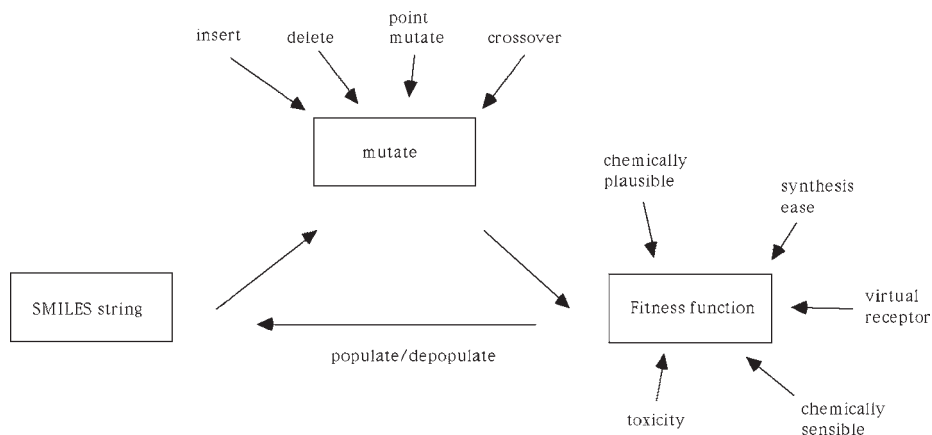 insert
delete
point
mutate
crossover
mutate
chemically
plausible
synthesis
ease
SMILES string
Fitness function
virtual
receptor
populate/depopulate
toxicity
chemically
sensible